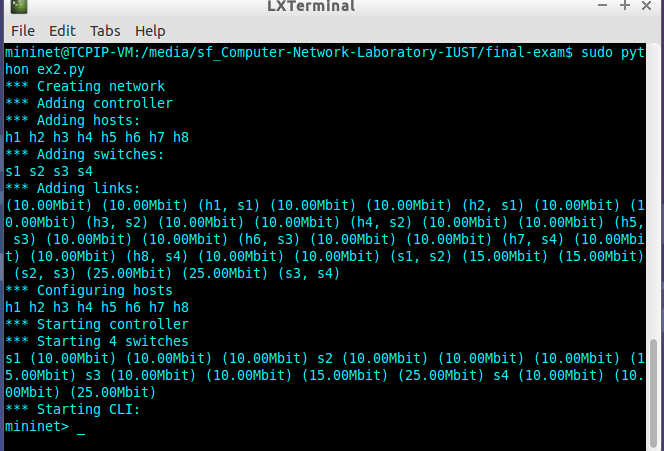 LXTerminal
File Edit Tabs Help
mininet@TCPIP-VM:/media/sf_Computer-Network-Laboratory-IUST/final-exam$ sudo pyt
hon ex2.py
*** Creating network
*** Adding controller
*** Adding hosts:
h1 h2 h3 h4 h5 h6 h7 h8
*** Adding switches:
s1 s2 s3 s4
*** Adding links:
(10.00Mbit) (10.00Mbit) (h1, s1) (10.00Mbit) (10.00Mbit) (h2, s1) (10.00Mbit) (1
0.00Mbit) (h3, s2) (10.00Mbit) (10.00Mbit) (h4, s2) (10.00Mbit) (10.00Mbit) (h5,
 s3) (10.00Mbit) (10.00Mbit) (h6, s3) (10.00Mbit) (10.00Mbit) (h7, s4) (10.00Mbi
t) (10.00Mbit) (h8, s4) (10.00Mbit) (10.00Mbit) (s1, s2) (15.00Mbit) (15.00Mbit)
 (s2, s3) (25.00Mbit) (25.00Mbit) (s3, s4)
*** Configuring hosts
h1 h2 h3 h4 h5 h6 h7 h8
*** Starting controller
*** Starting 4 switches
s1 (10.00Mbit) (10.00Mbit) (10.00Mbit) s2 (10.00Mbit) (10.00Mbit) (10.00Mbit) (1
5.00Mbit) s3 (10.00Mbit) (10.00Mbit) (15.00Mbit) (25.00Mbit) s4 (10.00Mbit) (10.
00Mbit) (25.00Mbit)
*** Starting CLI:
mininet> _